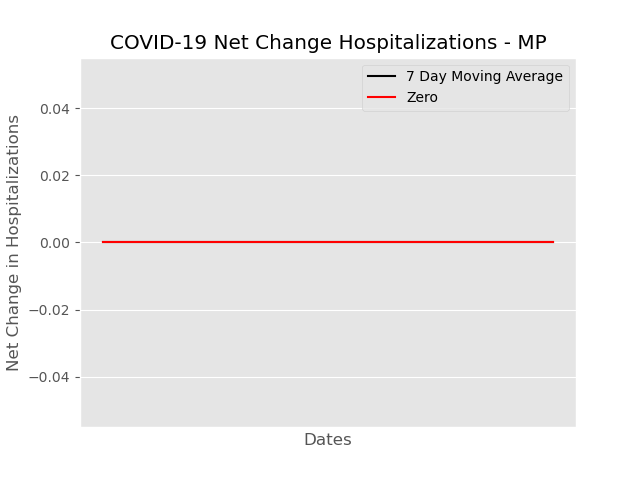 COVID-19 Net Change Hospitalizations - MP
7 Day Moving Average
Zero
Net Change in Hospitalizations
0.04
0.02
0.00
−0.02
−0.04
Dates